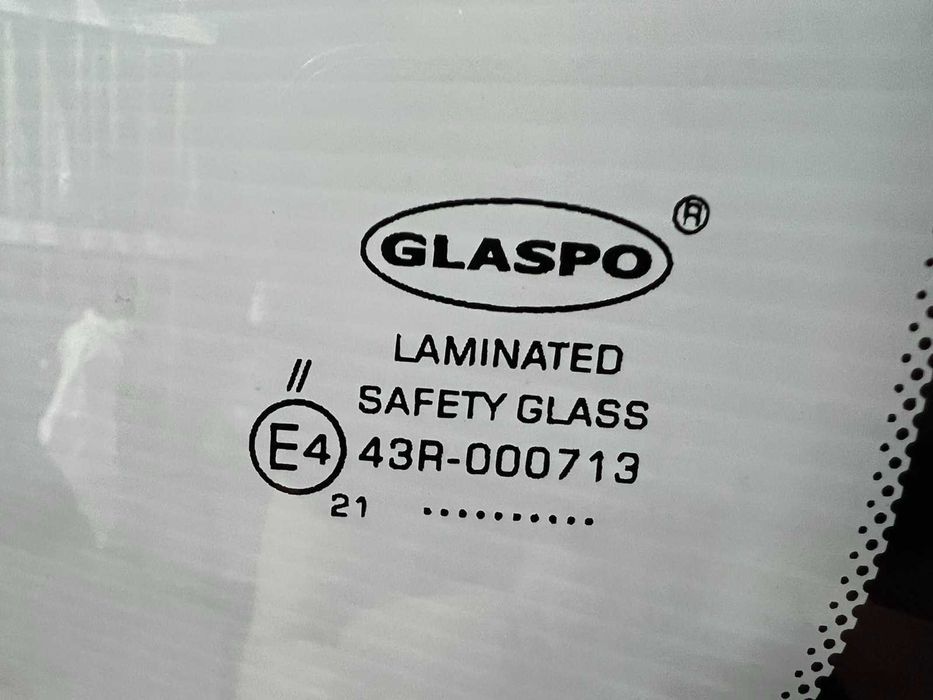 GLASPO ®
LAMINATED
//
SAFETY GLASS
E4 43R-000713
21 ..........